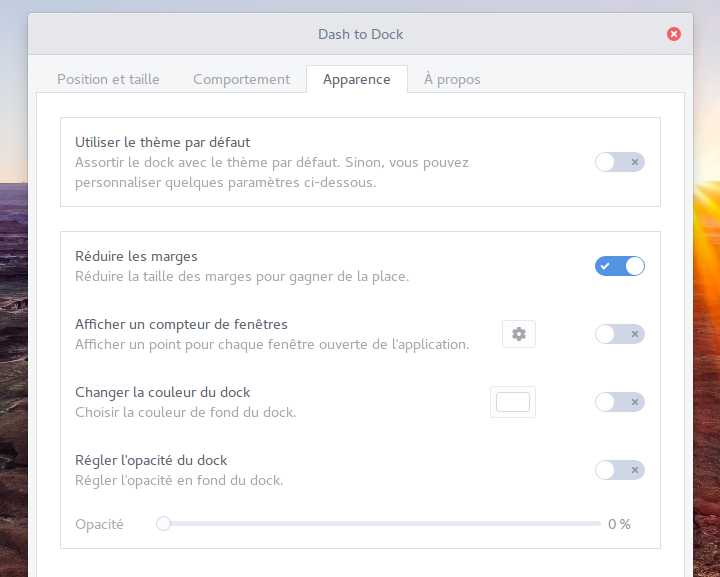 Dash to Dock
Position et taille
Comportement
Apparence
À propos
Utiliser le thème par défaut
Assortir le dock avec le thème par défaut. Sinon, vous pouvez
personnaliser quelques paramètres ci-dessous.
Réduire les marges
Réduire la taille des marges pour gagner de la place.
Afficher un compteur de fenêtres
Afficher un point pour chaque fenêtre ouverte de l'application.
Changer la couleur du dock
Choisir la couleur de fond du dock.
Régler l'opacité du dock
Régler l'opacité en fond du dock.
Opacité
0 %